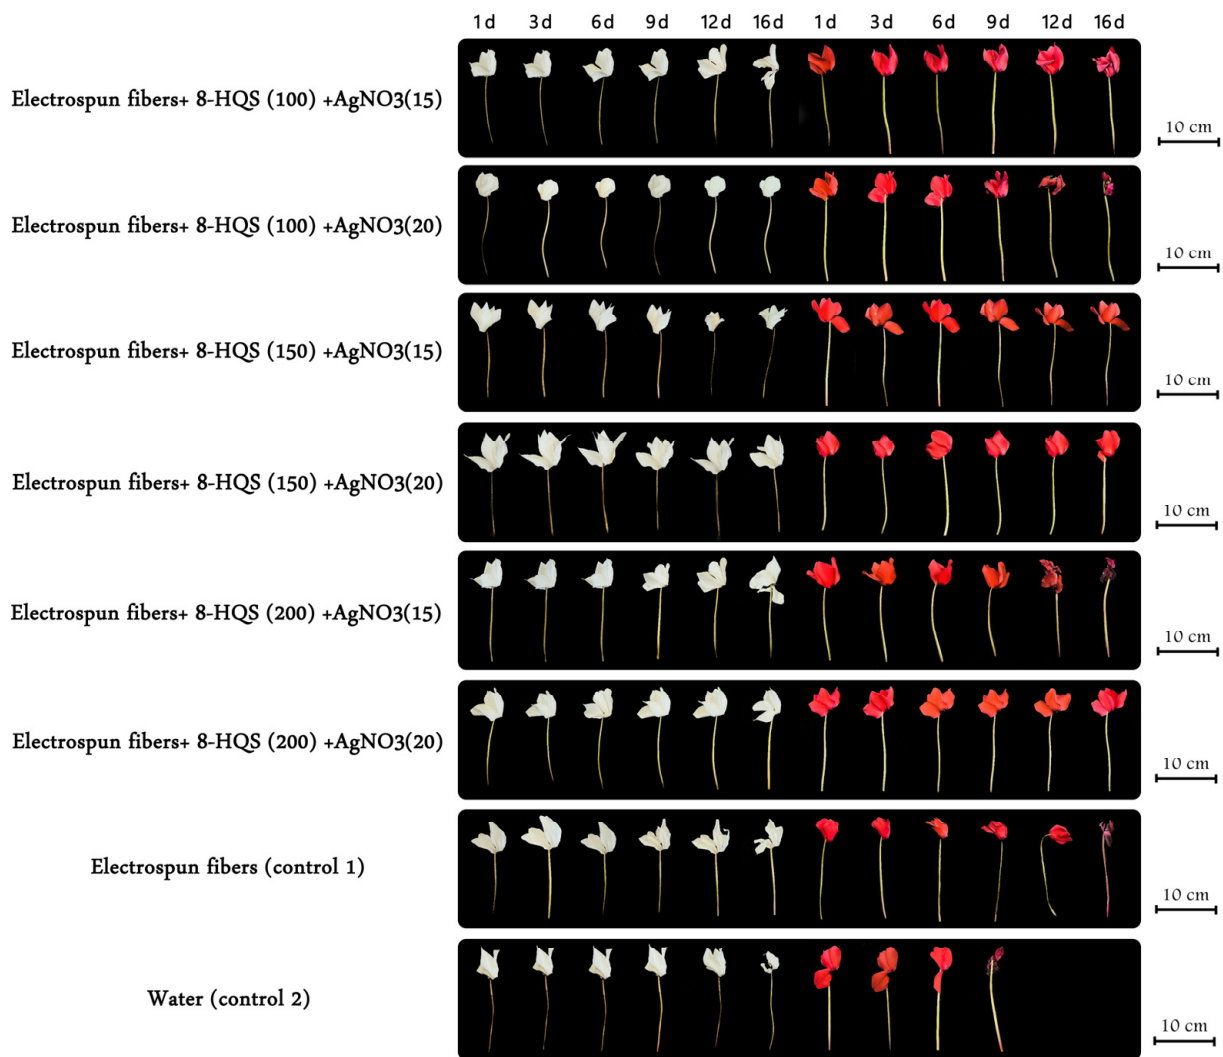 1 d 3d 6d 9d 12d 16d 1 d 3d 6d 9d 12d 16d
Electrospun fibers+ 8-HQS (100) +AgNO3(15)
10 cm
Electrospun fibers+ 8-HQS (100) +AgNO3(20)
10 cm
Electrospun fibers+ 8-HQS (150) +AgNO3(15)
10 cm
Electrospun fibers+ 8-HQS (150) +AgNO3(20)
10 cm
Electrospun fibers+ 8-HQS (200) +AgNO3(15)
10 cm
Electrospun fibers+ 8-HQS (200) +AgNO3(20)
10 cm
Electrospun fibers (control 1)
10 cm
Water (control 2)
10 cm